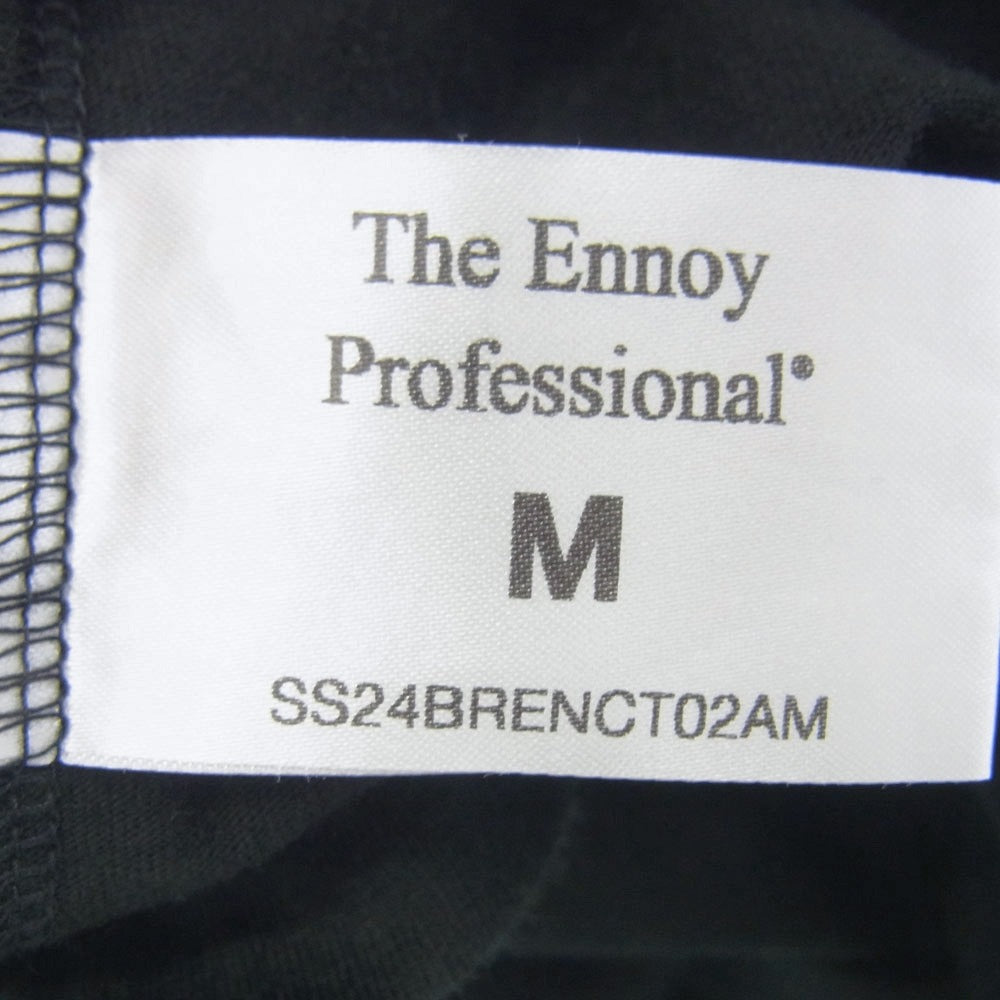 The Ennoy
Professional®
M
SS24BRENCT02AM